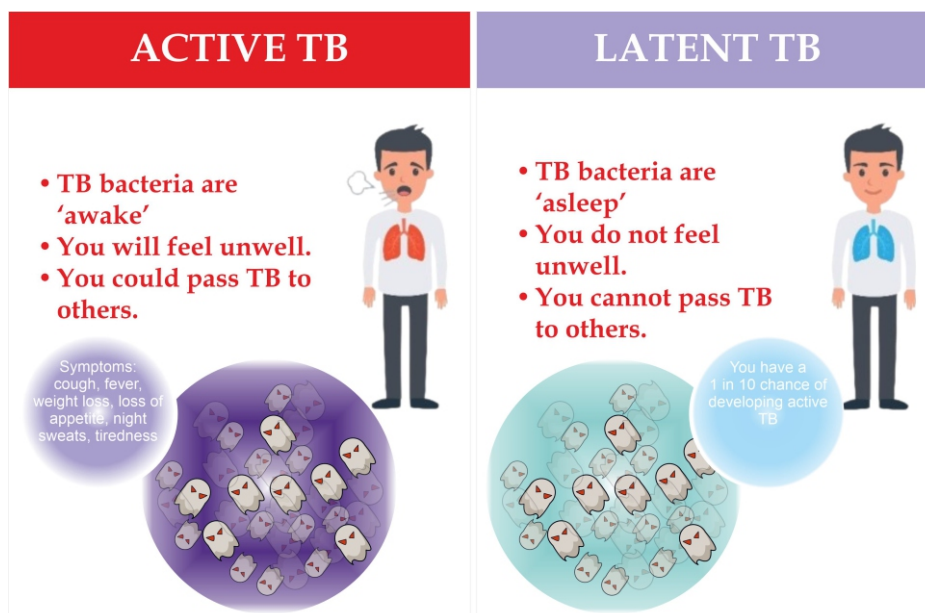 ACTIVE TB
• TB bacteria are
‘awake’
• You will feel unwell.
• You could pass TB to
others.
Symptoms:
cough, fever,
weight loss, loss of
appetite, night
sweats, tiredness
LATENT TB
• TB bacteria are
‘asleep’
• You do not feel
unwell.
• You cannot pass TB
to others.
You have a
1 in 10 chance of
developing active
TB